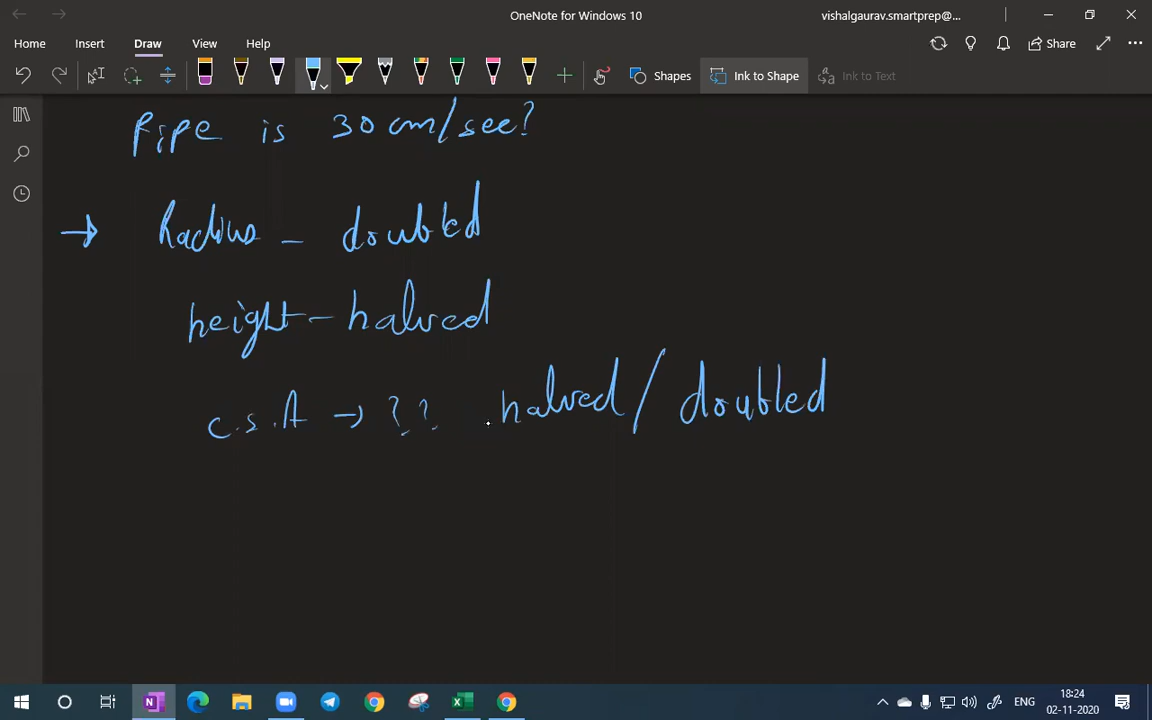 OneNote for Windows 10
vishalgaurav.smartprep@...
Home Insert Draw View Help
Share
Shapes Ink to Shape Ink to Text
Pipe is 30 cm/sec?
→ Radius - doubled
height - halved
C.S.A → ?? halved/doubled
ENG
18:24
02-11-2020